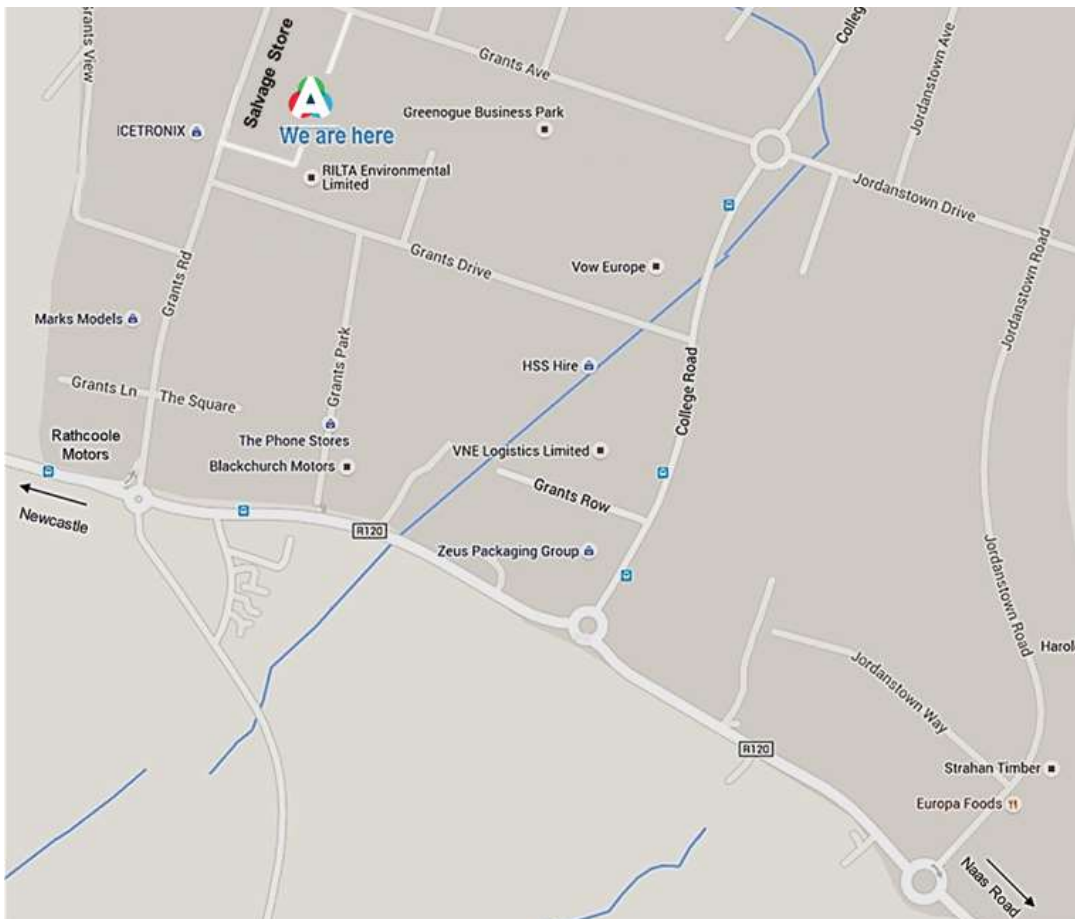 Grants View
Salvage Store
A
We are here
ICETRONIX
RILTA Environmental
Limited
Grants Ave
Greenogue Business Park
College
Jordanstown Ave
Jordanstown Drive
Jordanstown Road
Grants Drive
Vow Europe
Grants Rd
Marks Models
Grants Park
HSS Hire
College Road
Grants Ln
The Square
Rathcoole
Motors
The Phone Stores
Blackchurch Motors
VNE Logistics Limited
Grants Row
Newcastle
R120
Zeus Packaging Group
Jordanstown Road
Harol
Jordanstown Way
R120
Strahan Timber
Europa Foods
Naas Road